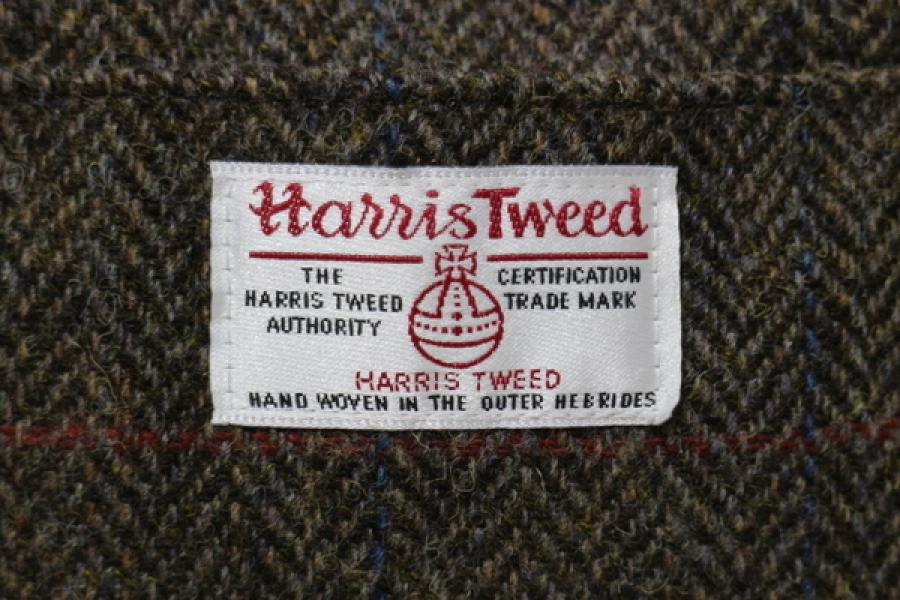 Harris Tweed
THE
HARRIS TWEED
AUTHORITY
CERTIFICATION
TRADE MARK
HARRIS TWEED
HAND WOVEN IN THE OUTER HEBRIDES